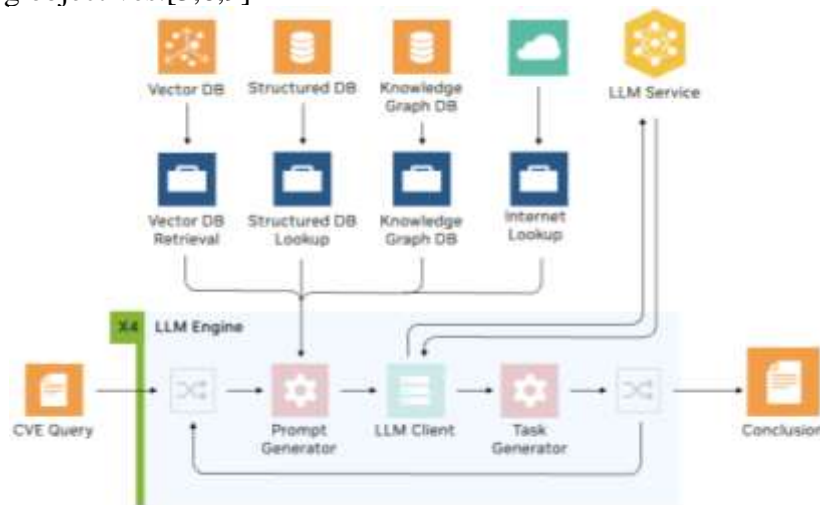 Vector DB
Structured DB
Knowledge
Graph DB
LLM Service
Vector DB
Retrieval
Structured DB
Lookup
Knowledge
Graph DB
Internet
Lookup
X4
LLM Engine
CVE Query
Prompt
Generator
LLM Client
Task
Generator
Conclusion